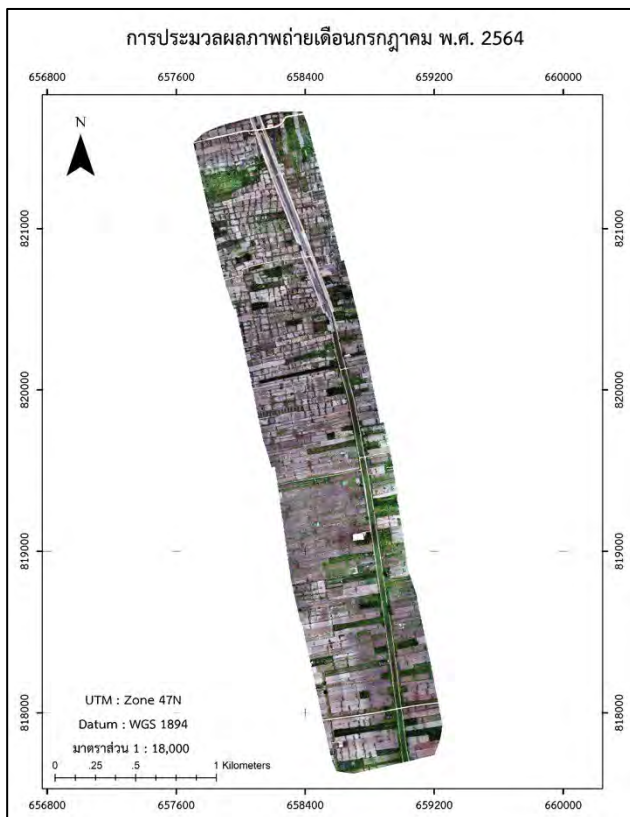 การประมวลผลภาพถ่ายเดือนกรกฎาคม พ.ศ. 2564
656800 657600 658400 659200 660000
N
821000 821000
820000 820000
819000 819000
818000 818000
UTM : Zone 47N
Datum : WGS 1894
มาตราส่วน 1 : 18,000
0 .25 .5 1 Kilometers
656800 657600 658400 659200 660000